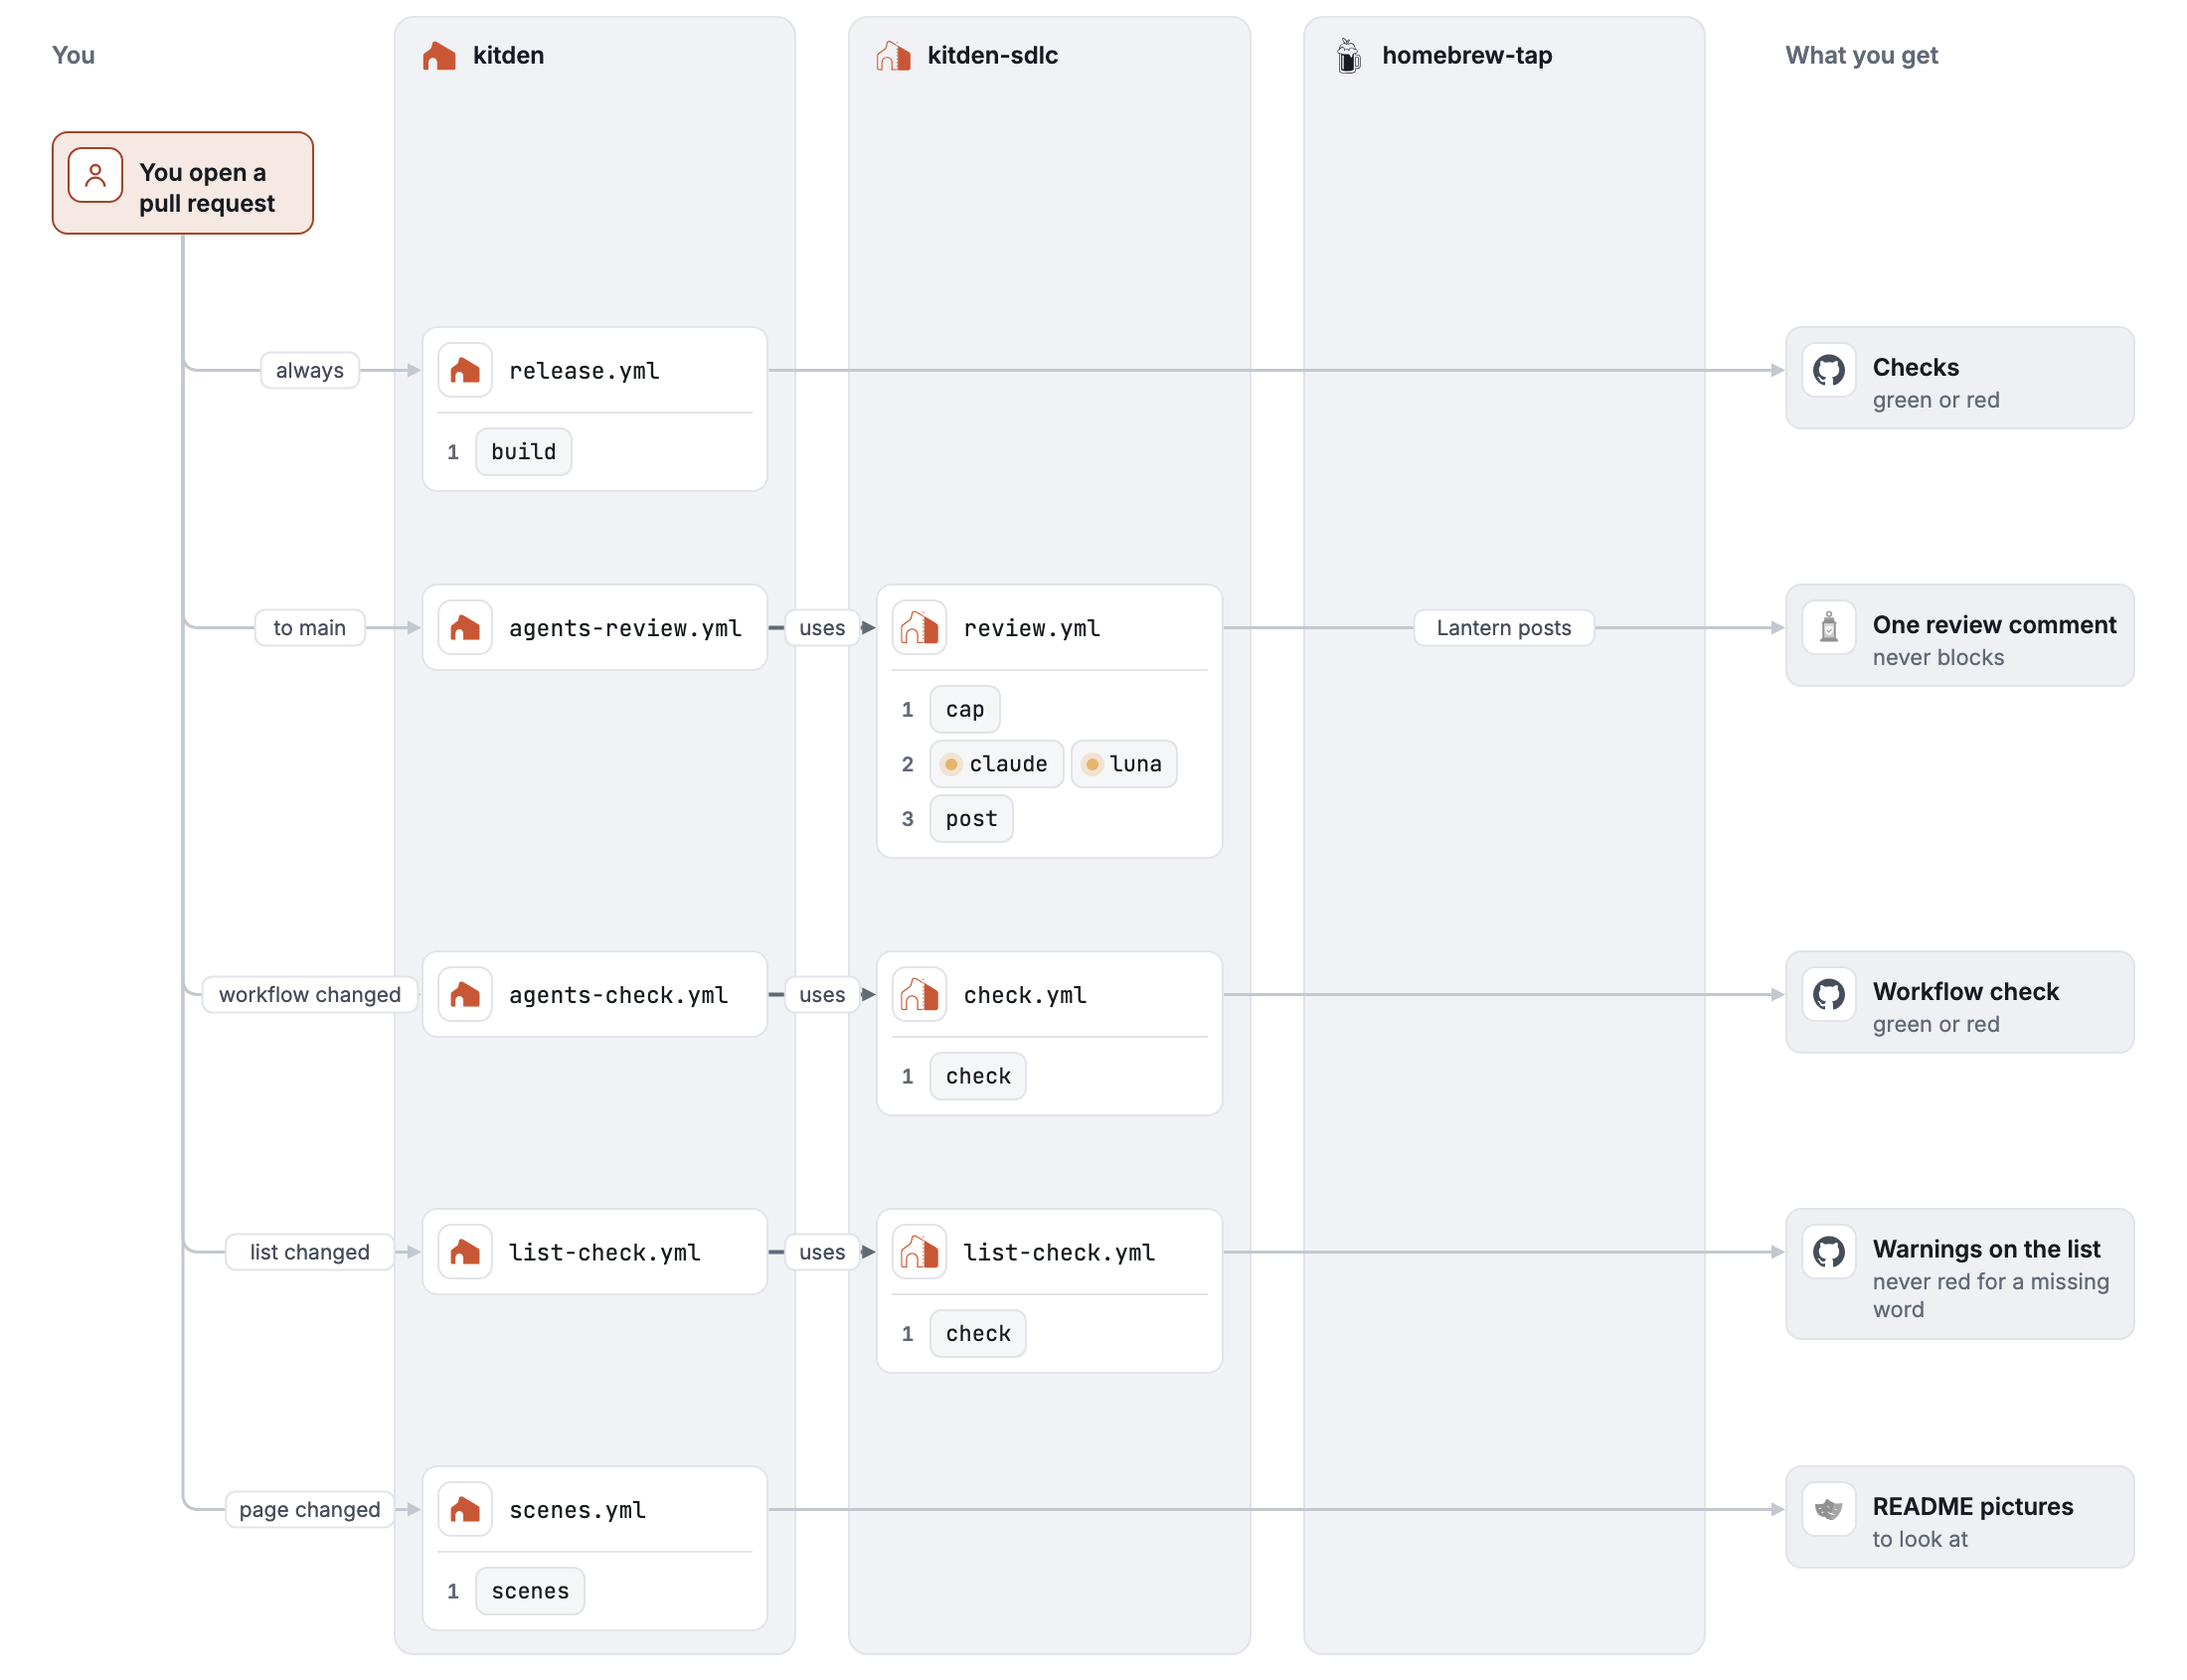 You
kitden
kitden-sdlc
homebrew-tap
What you get
You open a
pull request
always
release.yml
1 build
Checks
green or red
to main
agents-review.yml
uses
review.yml
1 cap
2 claude luna
3 post
Lantern posts
One review comment
never blocks
workflow changed
agents-check.yml
uses
check.yml
1 check
Workflow check
green or red
list changed
list-check.yml
uses
list-check.yml
1 check
Warnings on the list
never red for a missing
word
page changed
scenes.yml
1 scenes
README pictures
to look at